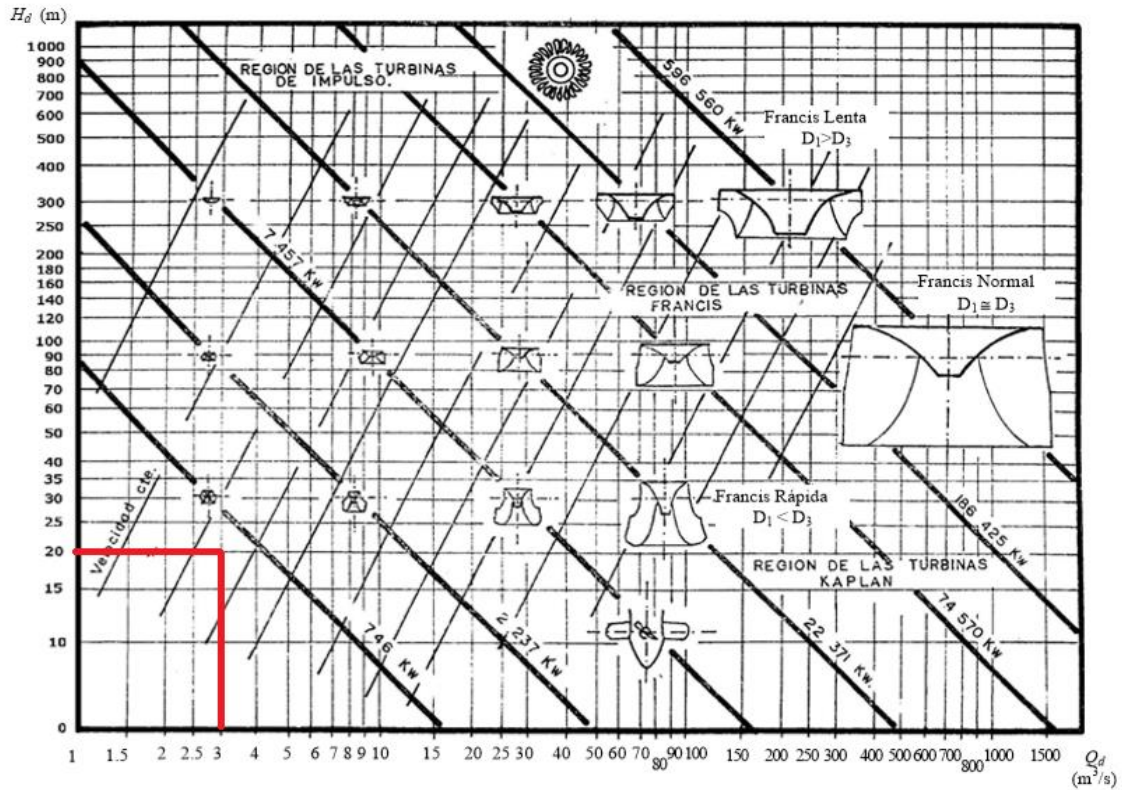 H_d (m)
1000
900
800
700
600
500
400
300
250
200
180
160
140
120
100
90
80
70
60
50
40
35
30
25
20
15
10
0
REGION DE LAS TURBINAS
DE IMPULSO.
596 560 KW
Francis Lenta
D₁>D₃
7 457 KW
REGION DE LAS TURBINAS
FRANCIS
Francis Normal
D₁≅D₃
Velocidad cte.
Francis Rápida
D₁ < D₃
186 425 KW
REGION DE LAS TURBINAS
KAPLAN
746 KW
2 237 KW
22 371 KW.
74 570 KW
1 1.5 2 2.5 3 4 5 6 7 8 9 10 15 20 25 30 40 50 60 70 80 90 100 150 200 300 400 500 600 700 800 1000 1500
Q_d
(m³/s)